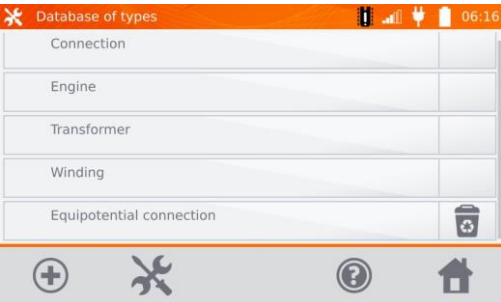 Database of types
06:16
Connection
Engine
Transformer
Winding
Equipotential connection